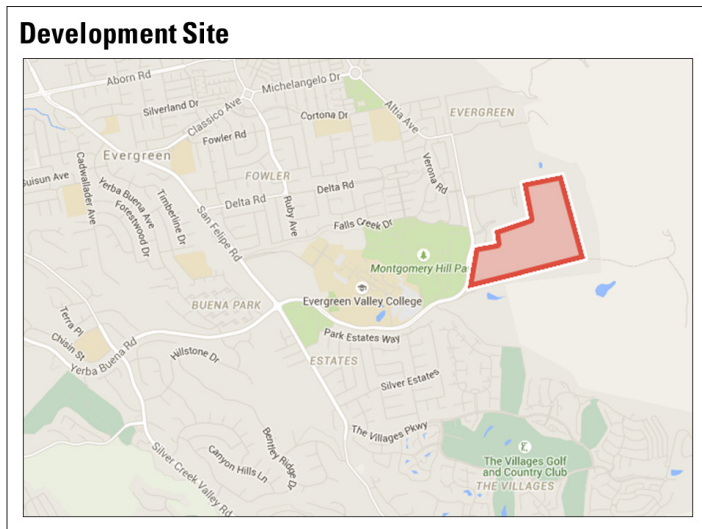 Development Site
Aborn Rd
Michelangelo Dr
Silverland Dr
Classico Ave
Cortona Dr
Altia Ave
EVERGREEN
Fowler Rd
Evergreen
FOWLER
Verona Rd
Suisun Ave
Cadwallader Ave
Yerba Buena Ave
Forestwood Dr
Timberline Dr
San Felipe Rd
Delta Rd
Delta Rd
Ruby Ave
Falls Creek Dr
Montgomery Hill Pa
Evergreen Valley College
BUENA PARK
Terra Pl
Chisin St
Yerba Buena Rd
Hillstone Dr
Park Estates Way
ESTATES
Silver Estates
The Villages Pkwy
Silver Creek Valley Rd
Canyon Hills Ln
Bentley Ridge Dr
The Villages Golf
and Country Club
THE VILLAGES